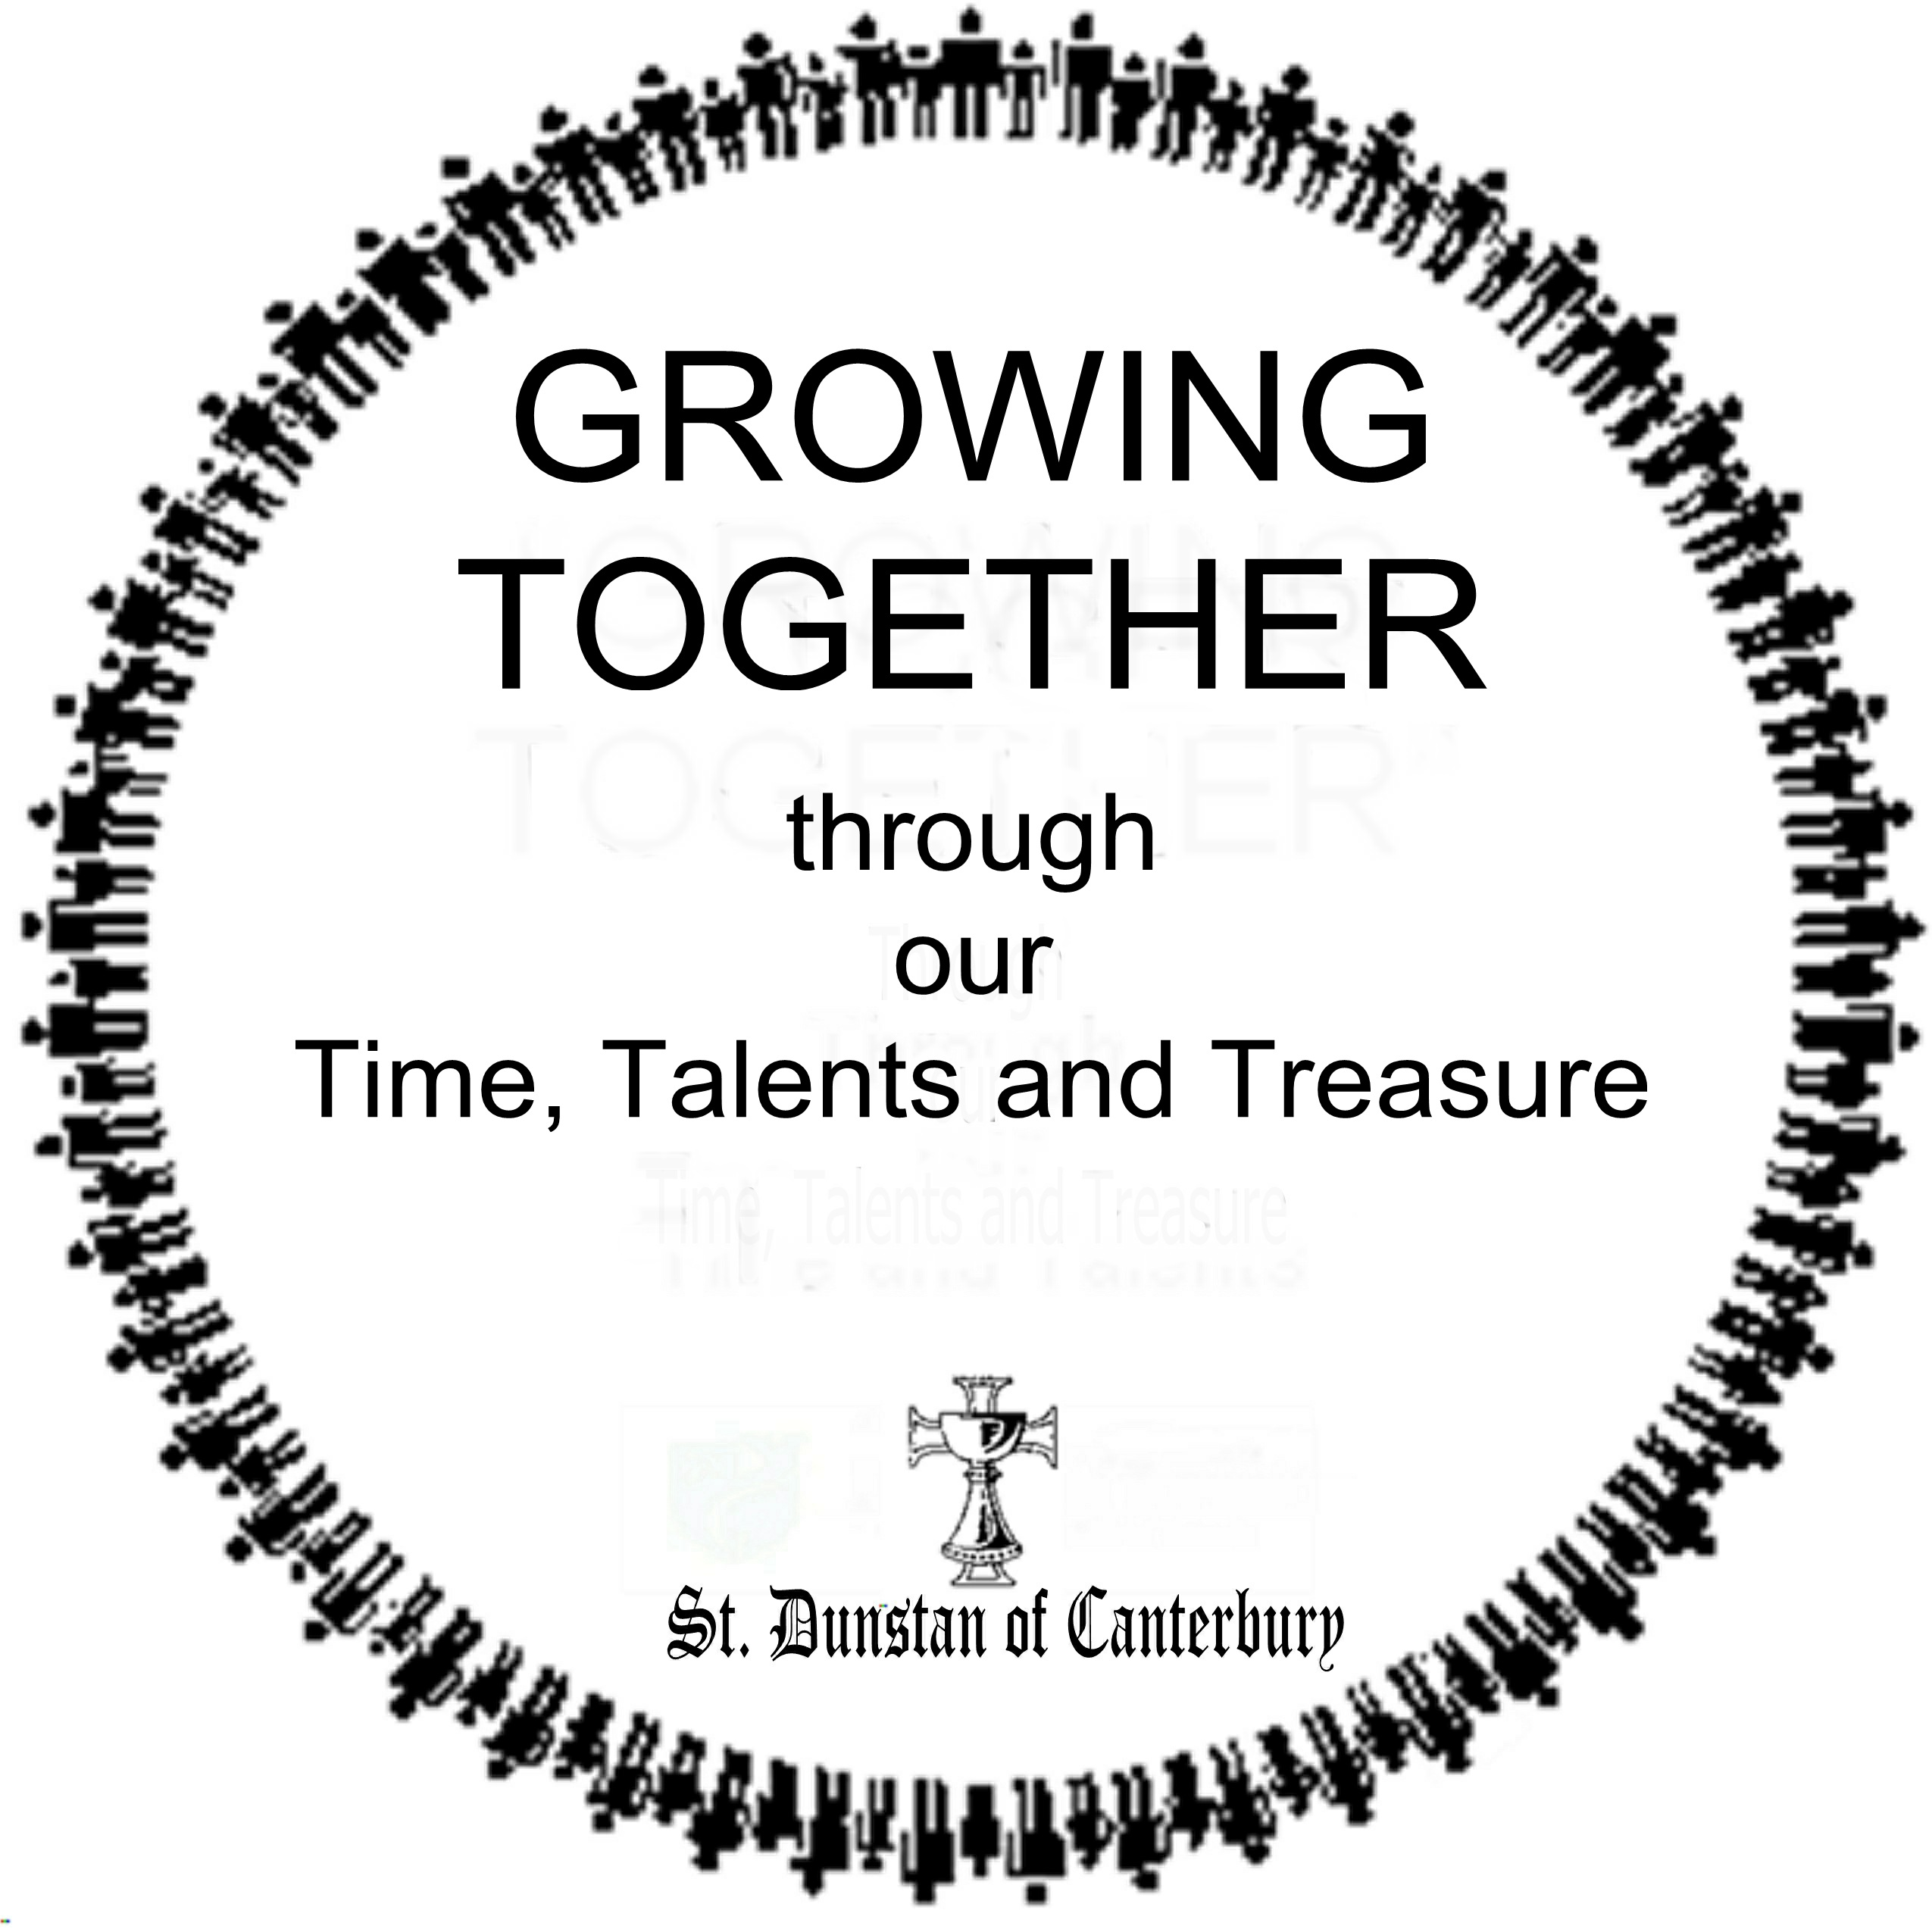 GROWING
TOGETHER
through
our
Time, Talents and Treasure
St. Dunstan of Canterbury